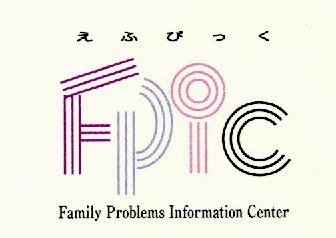 えふぴっく
FPIC
Family Problems Information Center